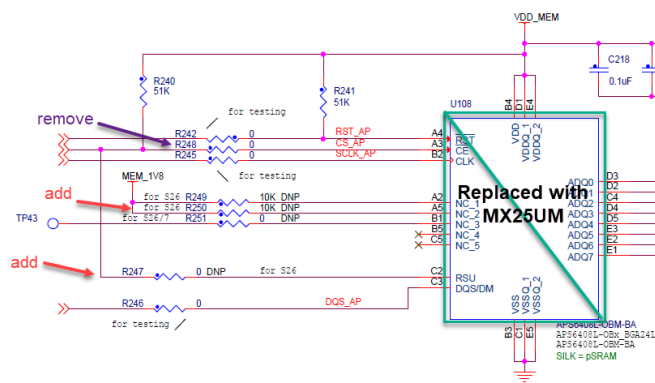 VDD_MEM
C218
0.1uF
R240
51K
R241
51K
U108
B4
D1
E4
VDD
VDDQ_1
VDDQ_2
remove
for testing
R242 0 RST_AP A4 RST
R248 0 CS_AP A3 CE
R245 0 SCLK_AP B2 CLK
for testing
MEM_1V8
add
for S26 R249 10K DNP A2 NC_1
for S26 R250 10K DNP A5 NC_2
for S26/7 R251 0 DNP B1 NC_3
TP43
B5 NC_4
C5 NC_5
Replaced with
MX25UM
ADQ0 D3
ADQ1 D2
ADQ2 C4
ADQ3 D4
ADQ4 D5
ADQ5 E3
ADQ6 E2
ADQ7 E1
add
R247 0 DNP for S26 C2 RSU
R246 0 DQS_AP C3 DQS/DM
for testing
VSS
VSSQ_1
VSSQ_2
B3
C1
E5
APS6408L-OBM-BA
APS6408L-OBx_BGA24L
APS6408L-OBM-BA
SILK = pSRAM